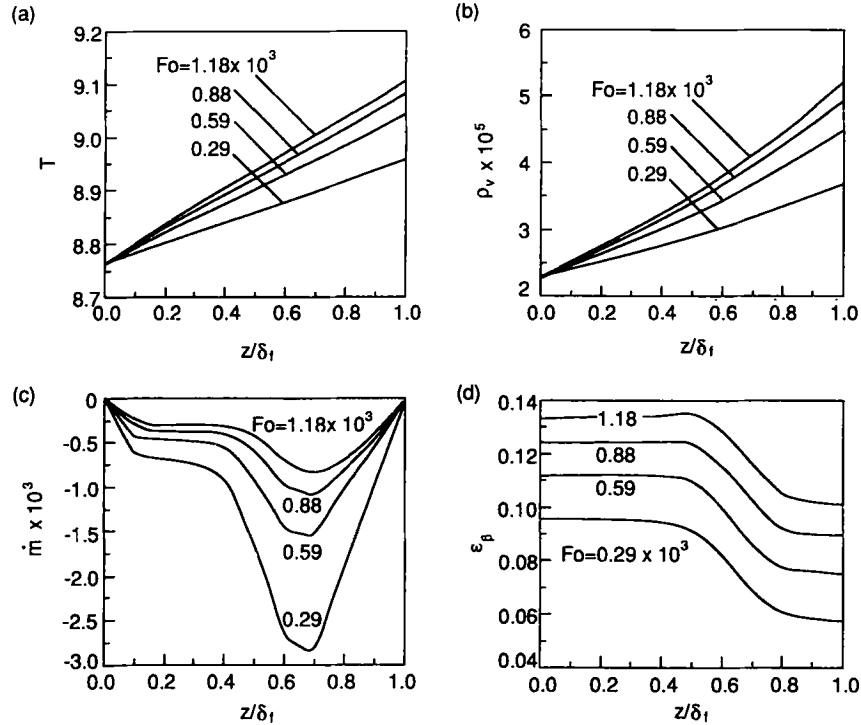 (a)
9.2
9.1
9.0
8.9
8.8
8.7
T
Fo=1.18x 10³
0.88
0.59
0.29
0.0 0.2 0.4 0.6 0.8 1.0
z/δf
(b)
6
5
4
3
2
ρv x 10⁵
Fo=1.18x 10³
0.88
0.59
0.29
0.0 0.2 0.4 0.6 0.8 1.0
z/δf
(c)
0
-0.5
-1.0
-1.5
-2.0
-2.5
-3.0
ṁ x 10³
Fo=1.18x 10³
0.88
0.59
0.29
0.0 0.2 0.4 0.6 0.8 1.0
z/δf
(d)
0.14
0.12
0.10
0.08
0.06
0.04
εβ
1.18
0.88
0.59
Fo=0.29 x 10³
0.0 0.2 0.4 0.6 0.8 1.0
z/δf